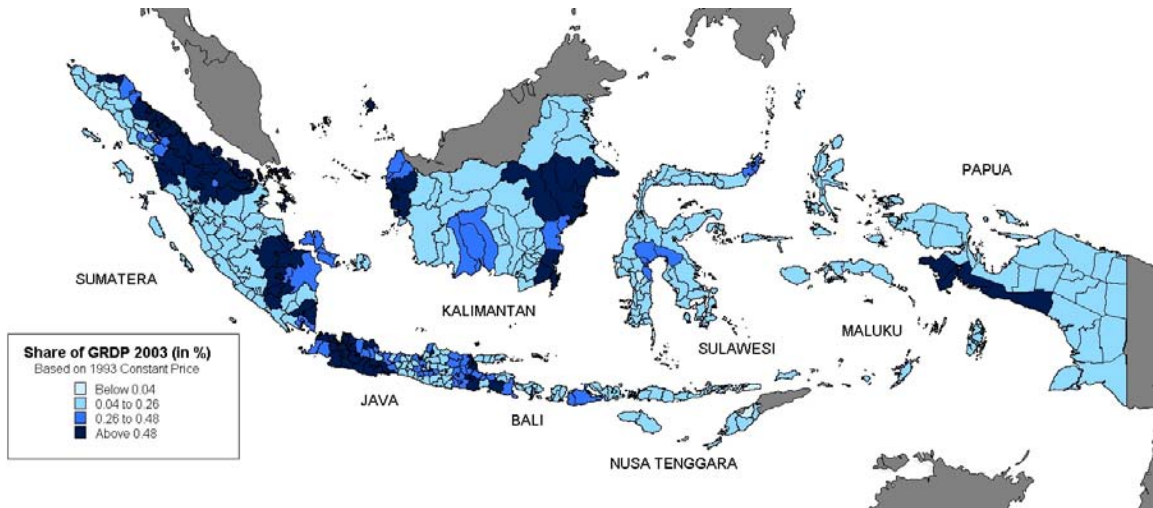 PAPUA
SUMATERA
KALIMANTAN
MALUKU
SULAWESI
Share of GRDP 2003 (in %)
Based on 1993 Constant Price
Below 0.04
0.04 to 0.26
0.26 to 0.48
Above 0.48
JAVA
BALI
NUSA TENGGARA